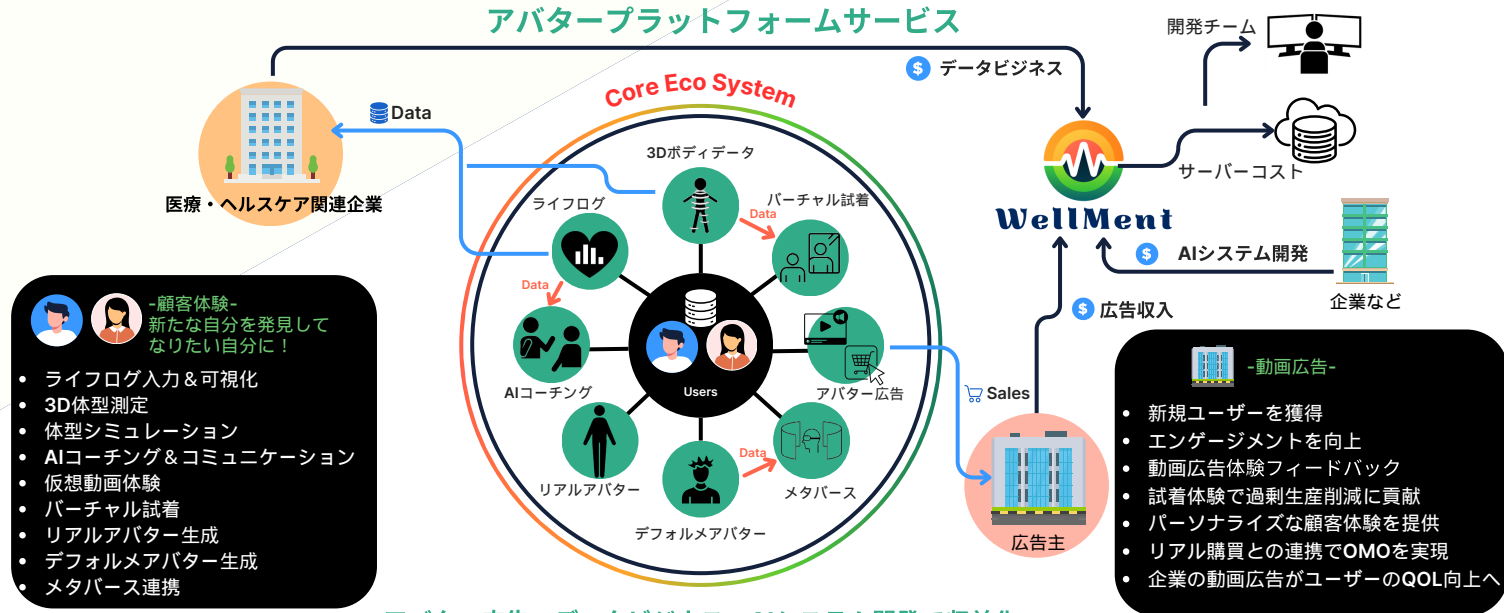 アバタープラットフォームサービス
開発チーム
データビジネス
Core Eco System
Data
医療・ヘルスケア関連企業
サーバーコスト
WellMent
AIシステム開発
企業など
広告収入
3Dボディデータ
ライフログ
バーチャル試着
Data
Data
Users
AIコーチング
アバター広告
Sales
リアルアバター
デフォルメアバター
Data
メタバース
広告主
-顧客体験-
新たな自分を発見して
なりたい自分に！
• ライフログ入力＆可視化
• 3D体型測定
• 体型シミュレーション
• AIコーチング＆コミュニケーション
• 仮想動画体験
• バーチャル試着
• リアルアバター生成
• デフォルメアバター生成
• メタバース連携
-動画広告-
• 新規ユーザーを獲得
• エンゲージメントを向上
• 動画広告体験フィードバック
• 試着体験で過剰生産削減に貢献
• パーソナライズな顧客体験を提供
• リアル購買との連携でOMOを実現
• 企業の動画広告がユーザーのQOL向上へ